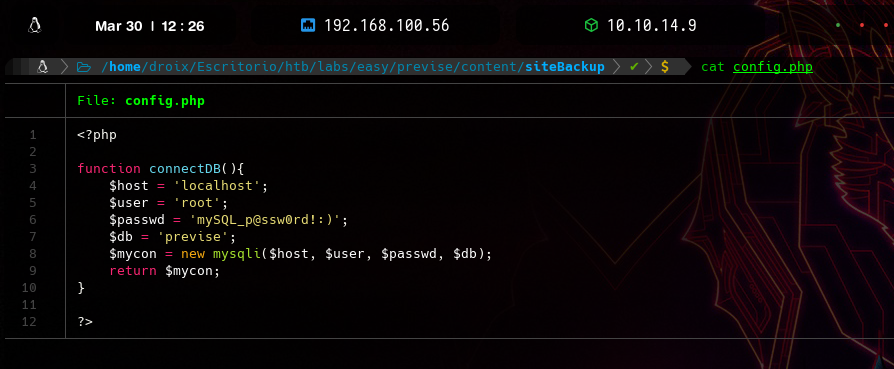 Mar 30 | 12:26 192.168.100.56 10.10.14.9
/home/droix/Escritorio/htb/labs/easy/previse/content/siteBackup ✔ $ cat config.php
File: config.php
1 <?php
2
3 function connectDB(){
4     $host = 'localhost';
5     $user = 'root';
6     $passwd = 'mySQL_p@ssw0rd!:)';
7     $db = 'previse';
8     $mycon = new mysqli($host, $user, $passwd, $db);
9     return $mycon;
10 }
11
12 ?>